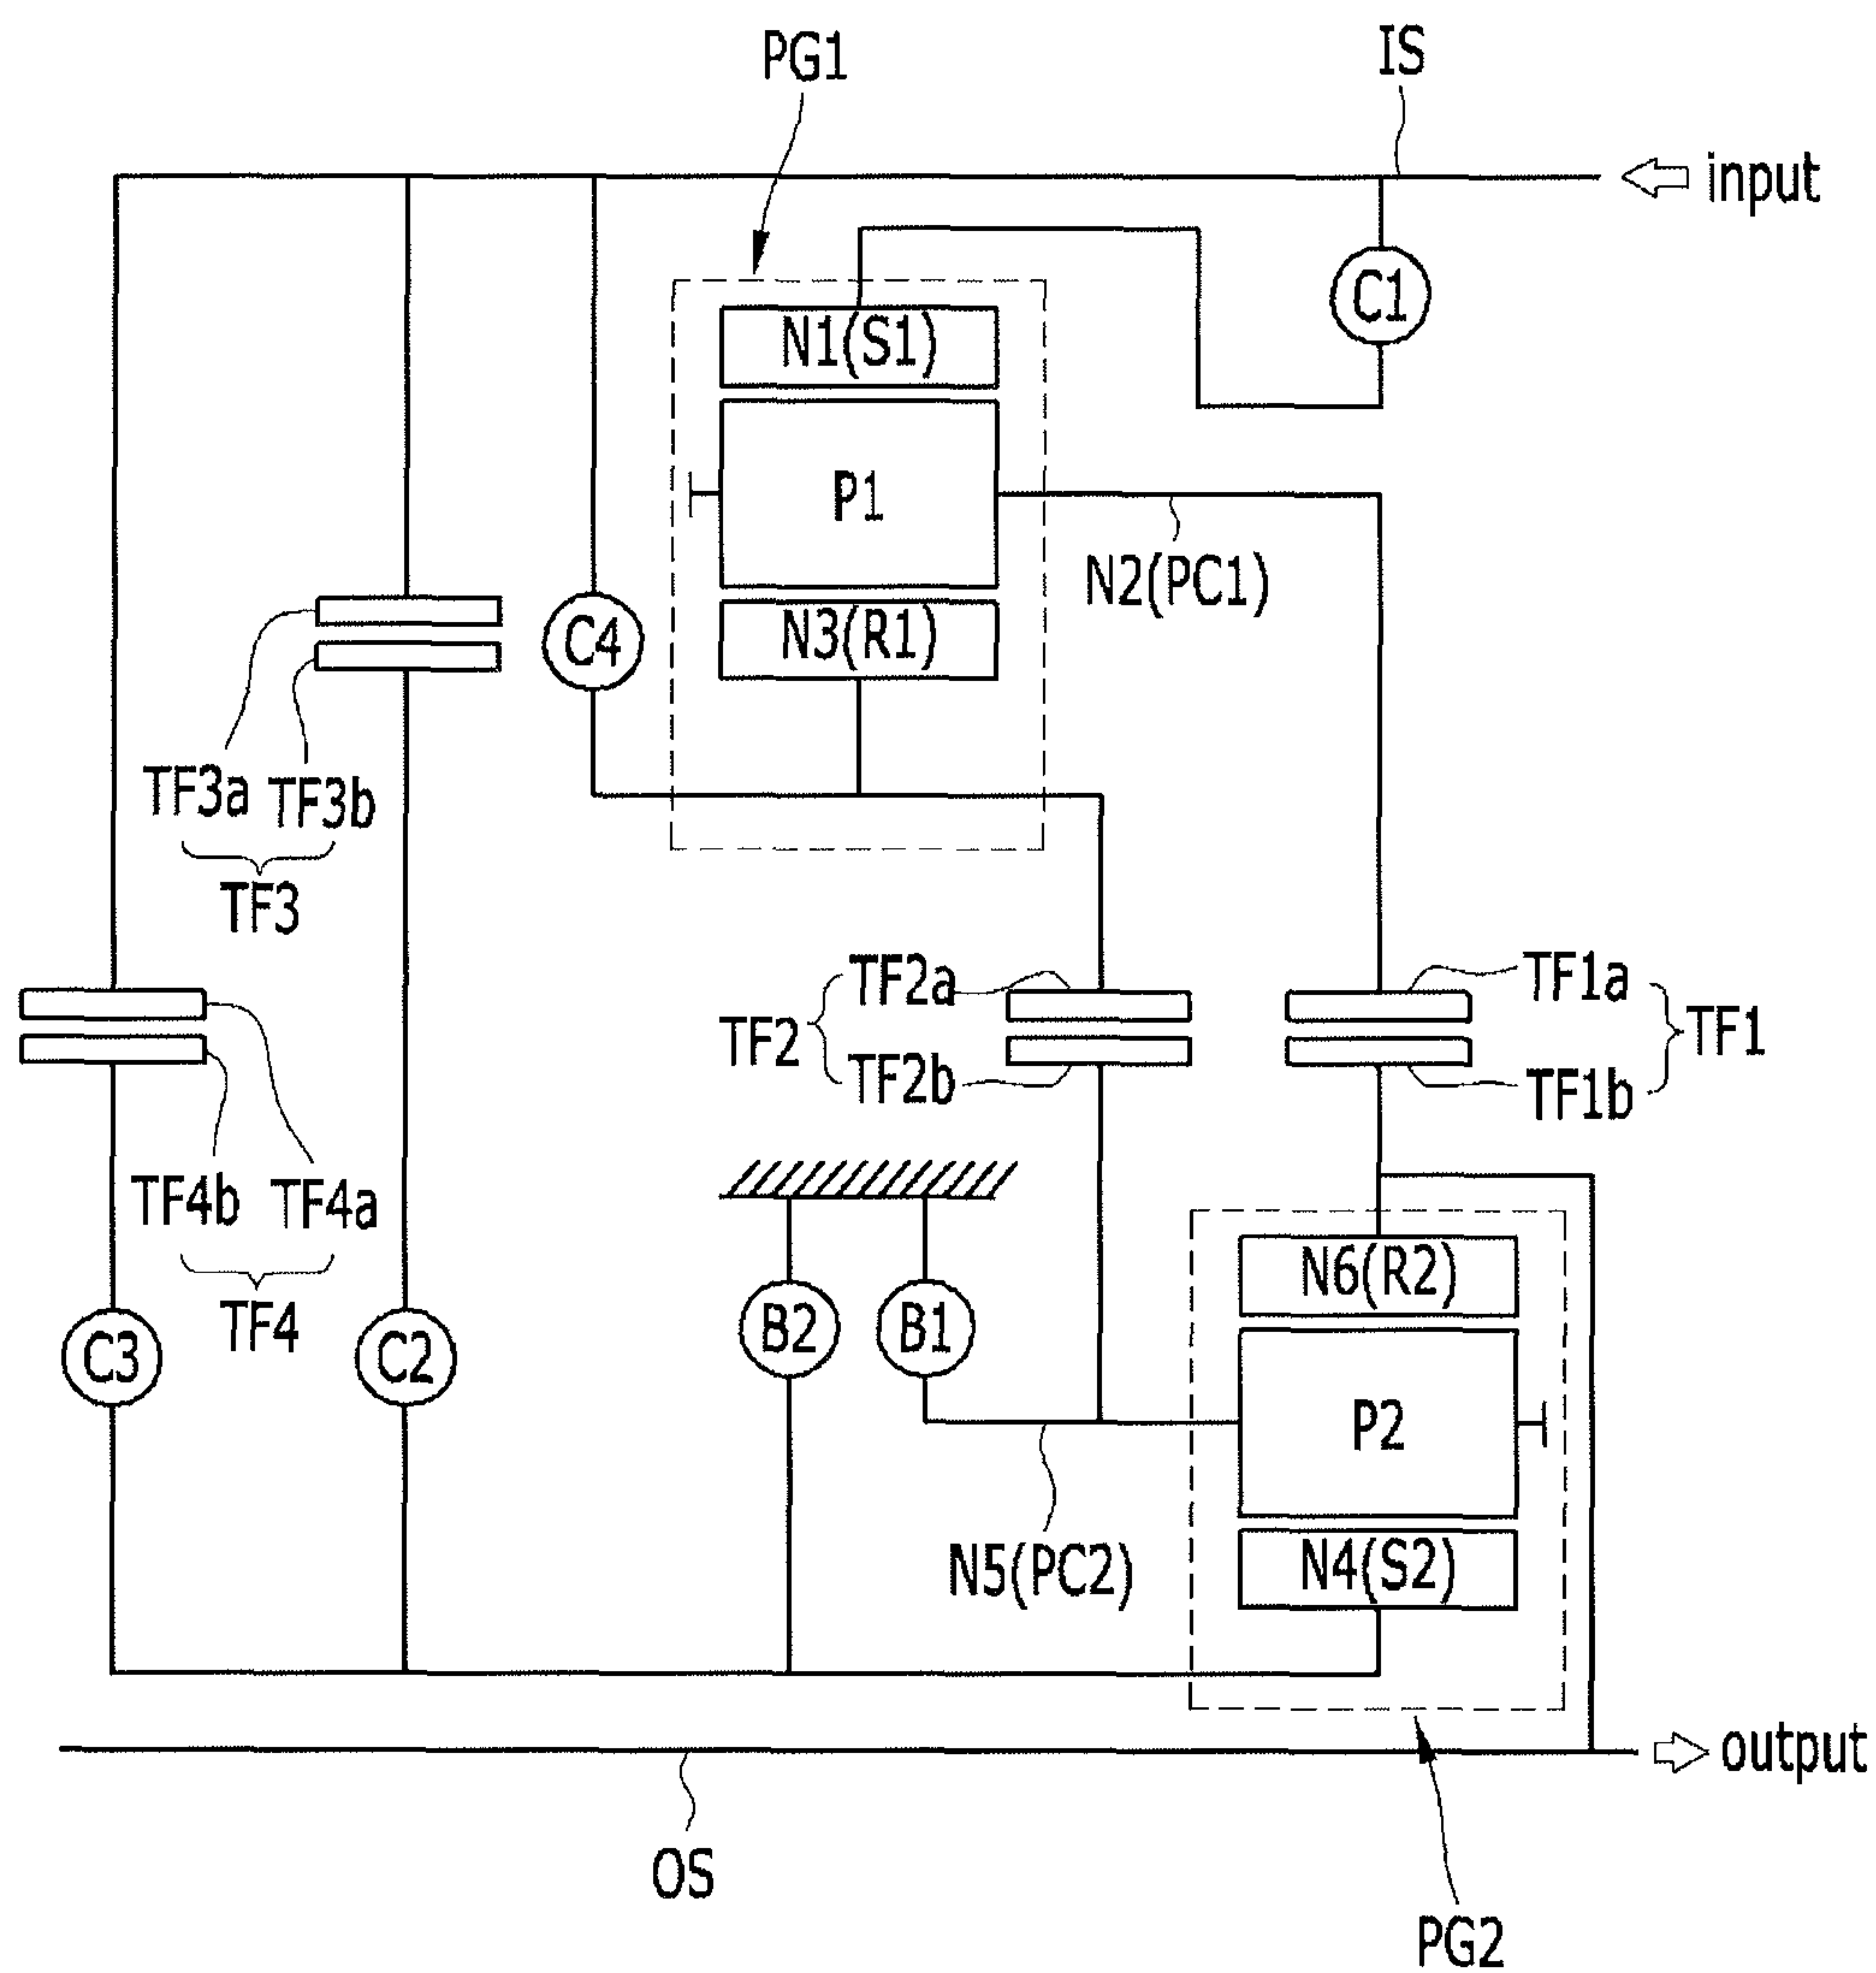 PG1
IS
input
C1
N1(S1)
P1
N2(PC1)
C4
N3(R1)
TF3a
TF3b
TF3
TF2a
TF2
TF2b
TF1a
TF1
TF1b
TF4b
TF4a
TF4
C3
C2
B2
B1
N6(R2)
P2
N5(PC2)
N4(S2)
output
OS
PG2